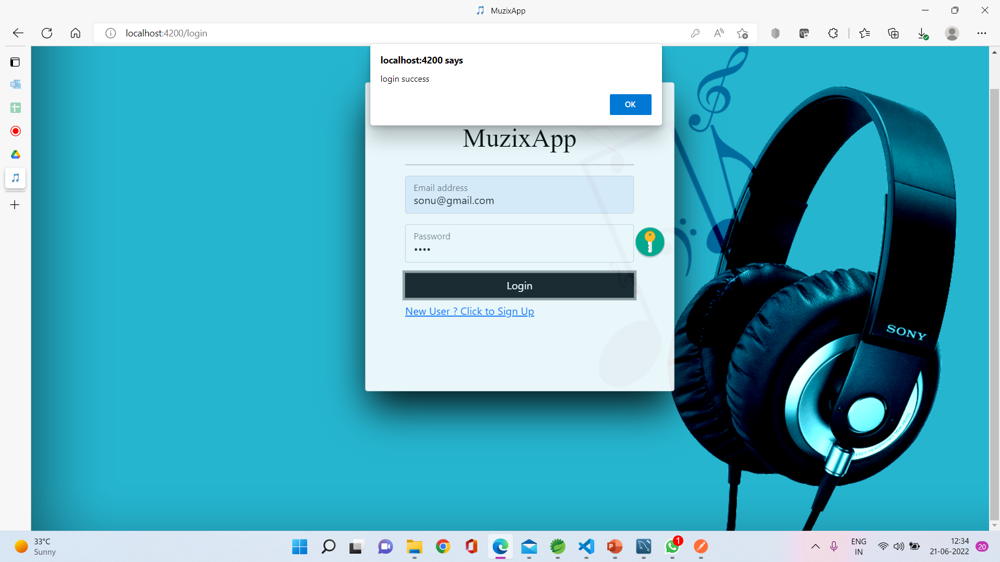 MuzixApp
localhost:4200/login
localhost:4200 says
login success
OK
MuzixApp
Email address
sonu@gmail.com
Password
••••
Login
New User ? Click to Sign Up
SONY
33°C
Sunny
1
ENG
IN
12:34
21-06-2022
20